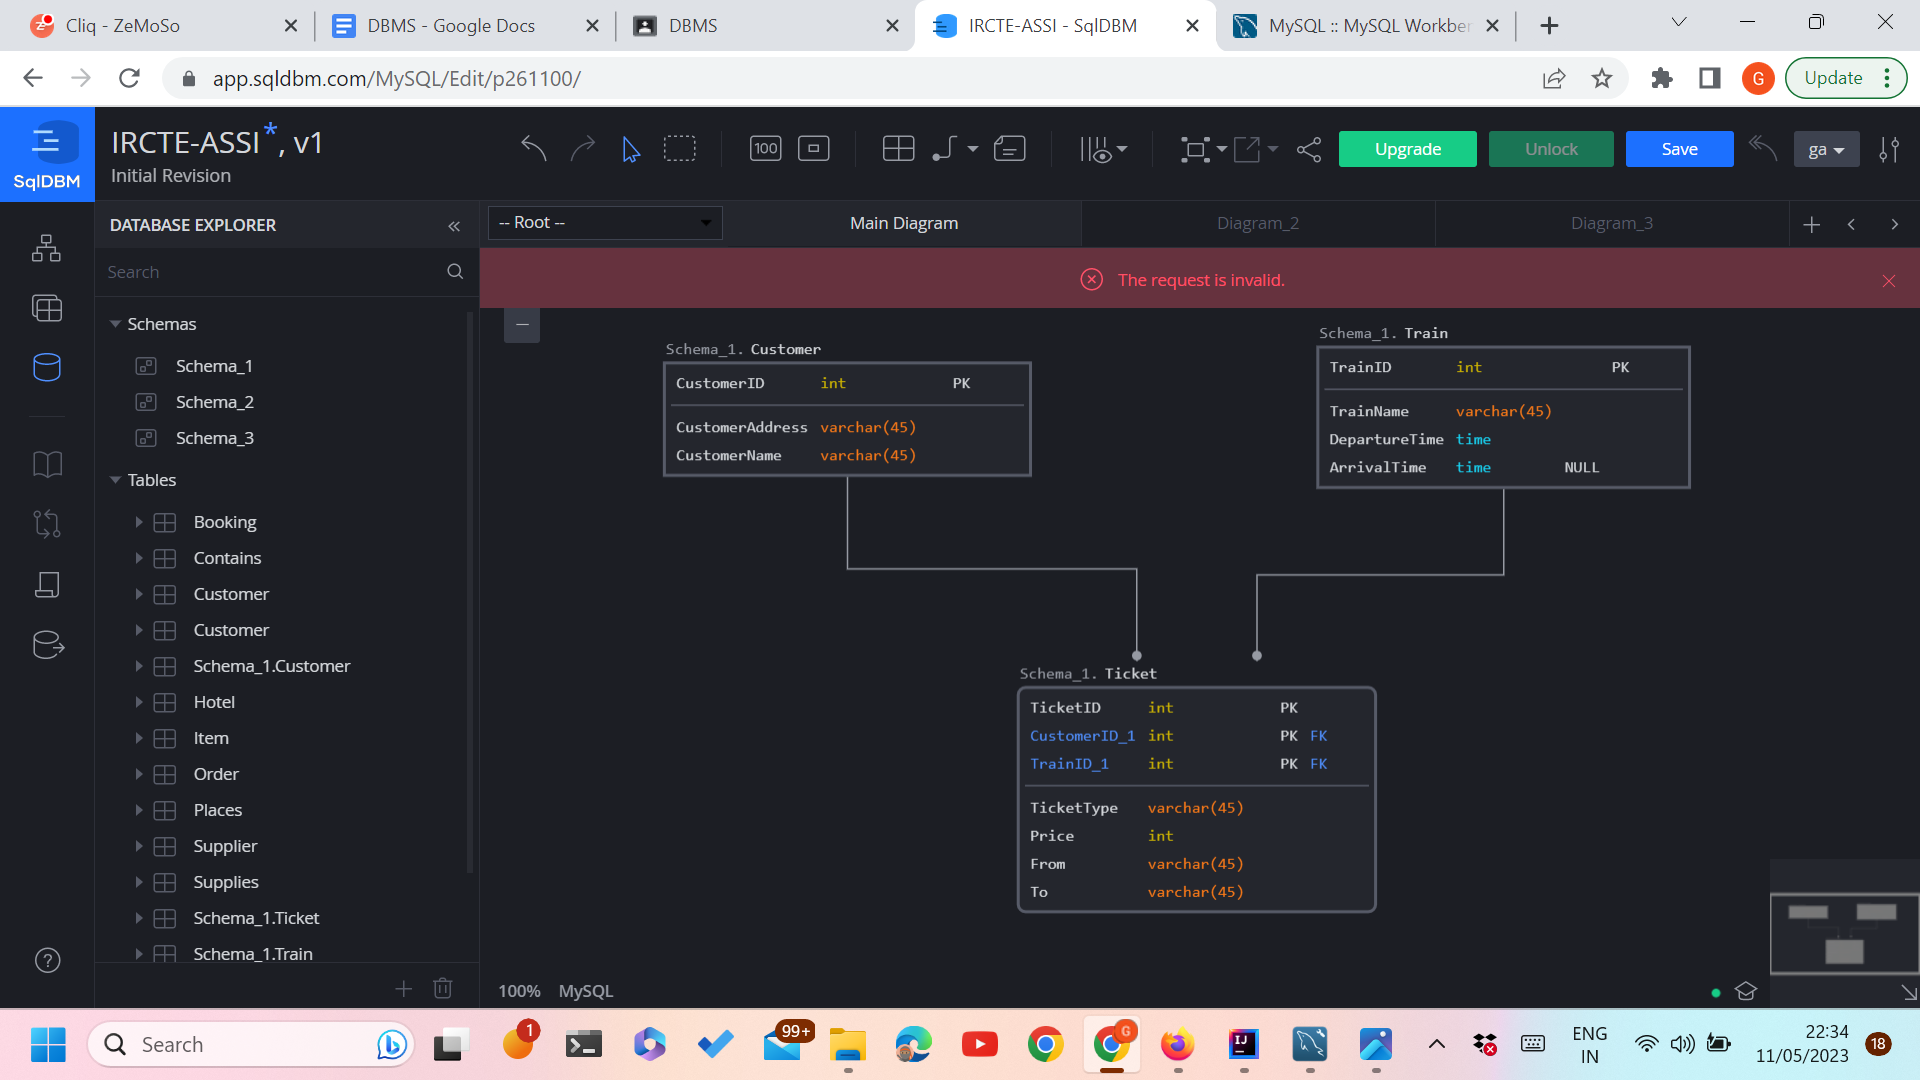 Cliq - ZeMoSo
DBMS - Google Docs
DBMS
IRCTE-ASSI - SqlDBM
MySQL :: MySQL Workber
app.sqldbm.com/MySQL/Edit/p261100/
G
Update
SqlDBM
IRCTE-ASSI*, v1
Initial Revision
100
Upgrade
Unlock
Save
ga
DATABASE EXPLORER
-- Root --
Main Diagram
Diagram_2
Diagram_3
Search
The request is invalid.
Schemas
Schema_1
Schema_2
Schema_3
Tables
Booking
Contains
Customer
Customer
Schema_1.Customer
Hotel
Item
Order
Places
Supplier
Supplies
Schema_1.Ticket
Schema_1.Train
Schema_1. Customer
CustomerID int PK
CustomerAddress varchar(45)
CustomerName varchar(45)
Schema_1. Train
TrainID int PK
TrainName varchar(45)
DepartureTime time
ArrivalTime time NULL
Schema_1. Ticket
TicketID int PK
CustomerID_1 int PK FK
TrainID_1 int PK FK
TicketType varchar(45)
Price int
From varchar(45)
To varchar(45)
100% MySQL
Search
1
99+
G
IJ
ENG
IN
22:34
11/05/2023
18